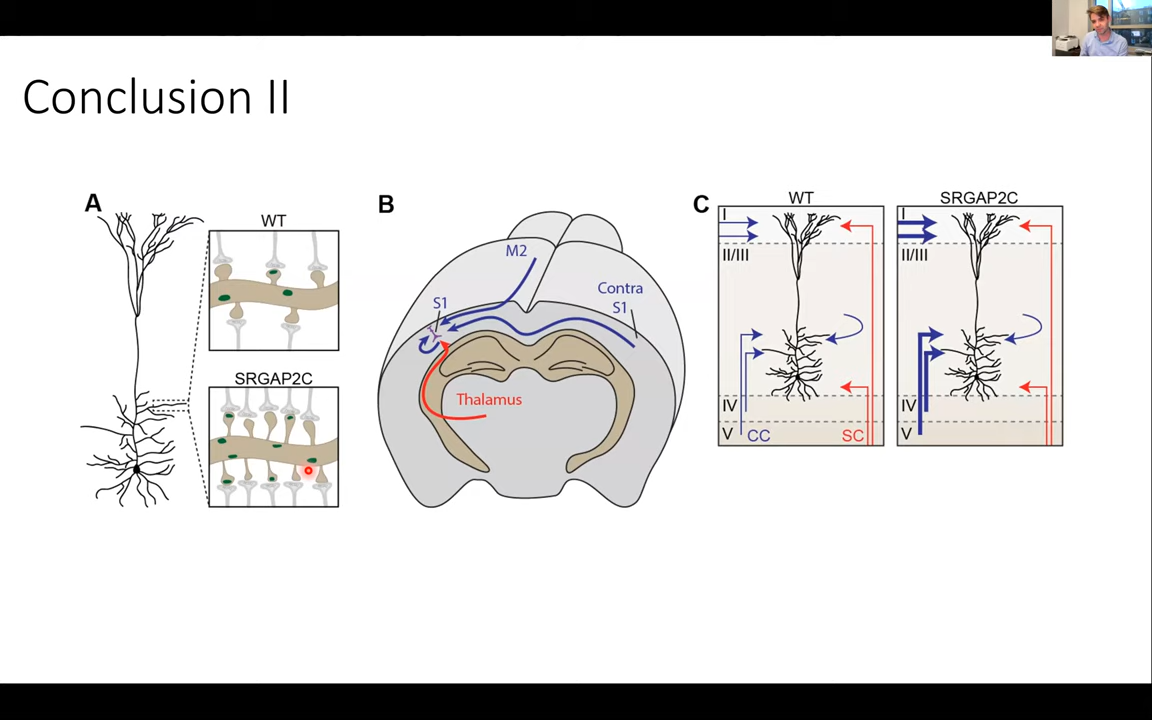 Conclusion II
A
WT
SRGAP2C
B
M2
S1
Contra
S1
Thalamus
C
WT
I
II/III
IV
V
CC
SC
SRGAP2C
I
II/III
IV
V